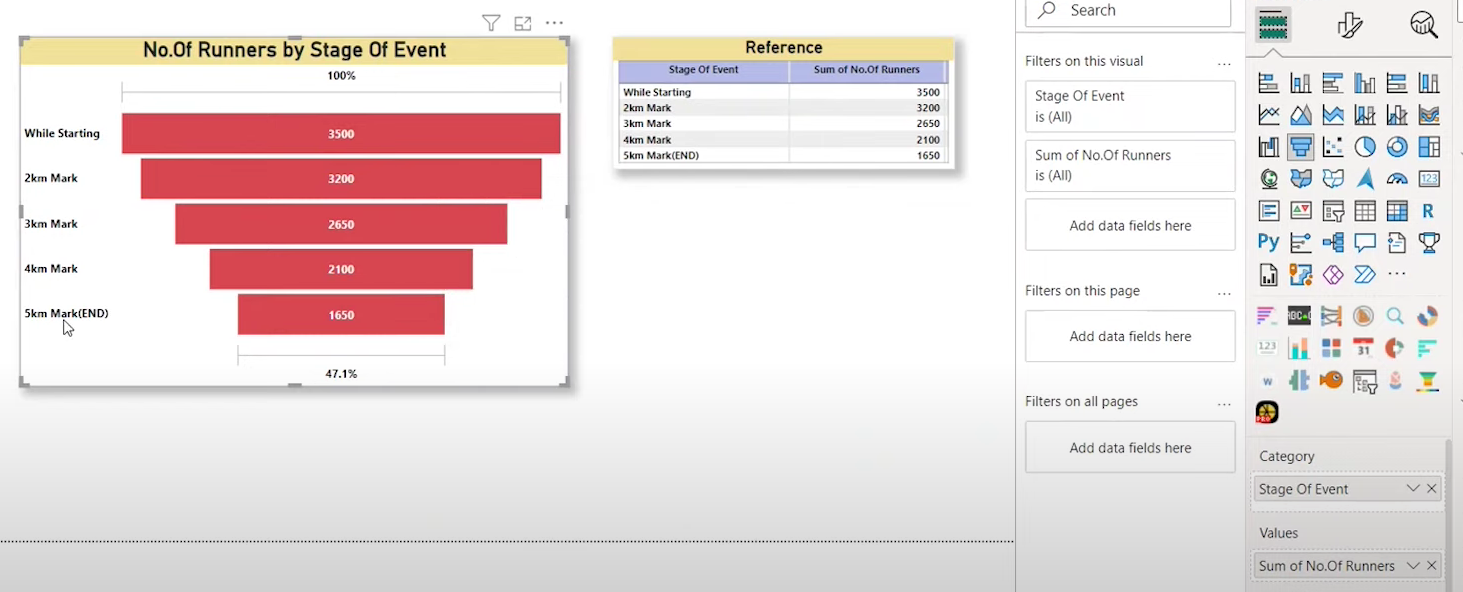 No.Of Runners by Stage Of Event
100%
While Starting
3500
2km Mark
3200
3km Mark
2650
4km Mark
2100
5km Mark(END)
1650
47.1%
Reference
Stage Of Event Sum of No.Of Runners
While Starting 3500
2km Mark 3200
3km Mark 2650
4km Mark 2100
5km Mark(END) 1650
Search
Filters on this visual ...
Stage Of Event
is (All)
Sum of No.Of Runners
is (All)
Add data fields here
Filters on this page ...
Add data fields here
Filters on all pages ...
Add data fields here
123
R
Py
...
123
31
W
PRO
Category
Stage Of Event
Values
Sum of No.Of Runners